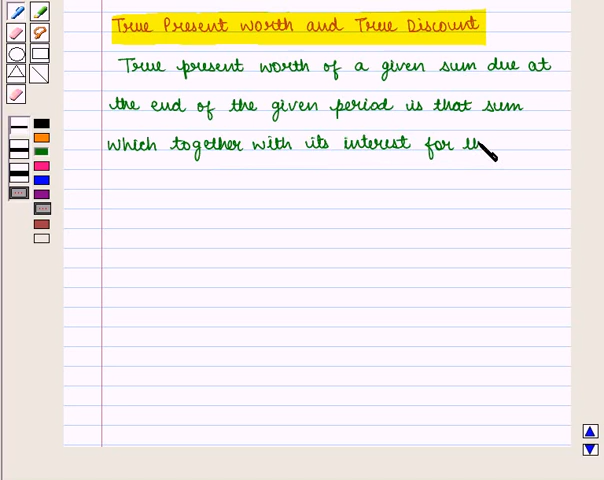 True Present worth and True Discount
True present worth of a given sum due at
the end of the given period is that sum
which together with its interest for